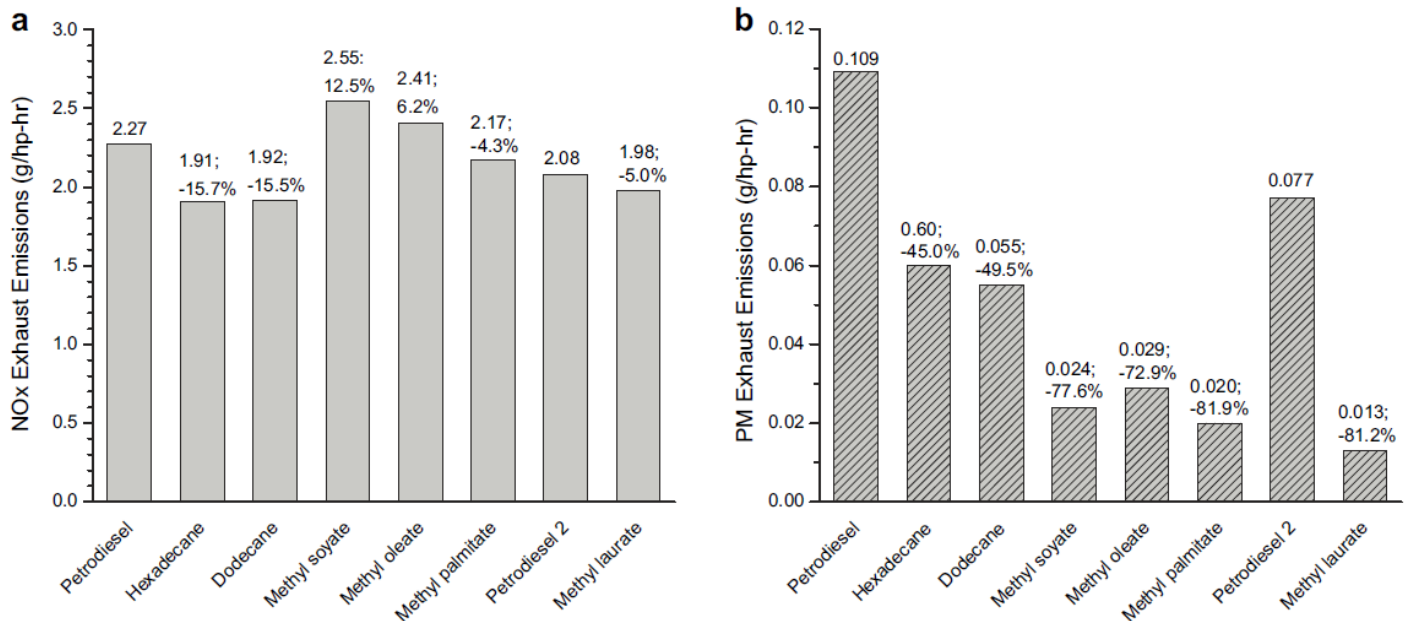 a
NOx Exhaust Emissions (g/hp-hr)
3.0
2.5
2.0
1.5
1.0
0.5
0.0
2.27
1.91;
-15.7%
1.92;
-15.5%
2.55:
12.5%
2.41;
6.2%
2.17;
-4.3%
2.08
1.98;
-5.0%
Petrodiesel
Hexadecane
Dodecane
Methyl soyate
Methyl oleate
Methyl palmitate
Petrodiesel 2
Methyl laurate
b
PM Exhaust Emissions (g/hp-hr)
0.12
0.10
0.08
0.06
0.04
0.02
0.00
0.109
0.60;
-45.0%
0.055;
-49.5%
0.024;
-77.6%
0.029;
-72.9%
0.020;
-81.9%
0.077
0.013;
-81.2%
Petrodiesel
Hexadecane
Dodecane
Methyl soyate
Methyl oleate
Methyl palmitate
Petrodiesel 2
Methyl laurate